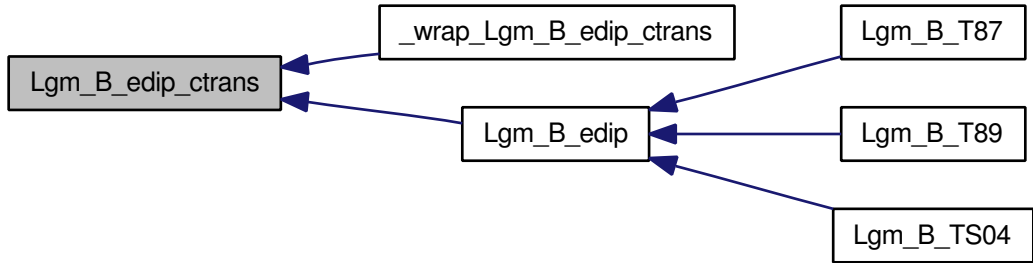 Lgm_B_edip_ctrans
_wrap_Lgm_B_edip_ctrans
Lgm_B_edip
Lgm_B_T87
Lgm_B_T89
Lgm_B_TS04